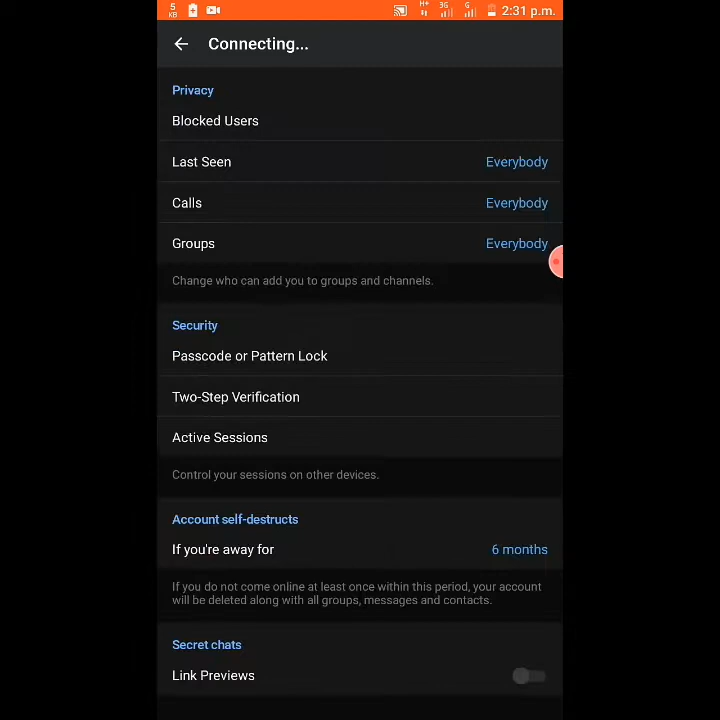 5 KB H+ 3G G 2:31 p.m.
Connecting...
Privacy
Blocked Users
Last Seen Everybody
Calls Everybody
Groups Everybody
Change who can add you to groups and channels.
Security
Passcode or Pattern Lock
Two-Step Verification
Active Sessions
Control your sessions on other devices.
Account self-destructs
If you're away for 6 months
If you do not come online at least once within this period, your account
will be deleted along with all groups, messages and contacts.
Secret chats
Link Previews